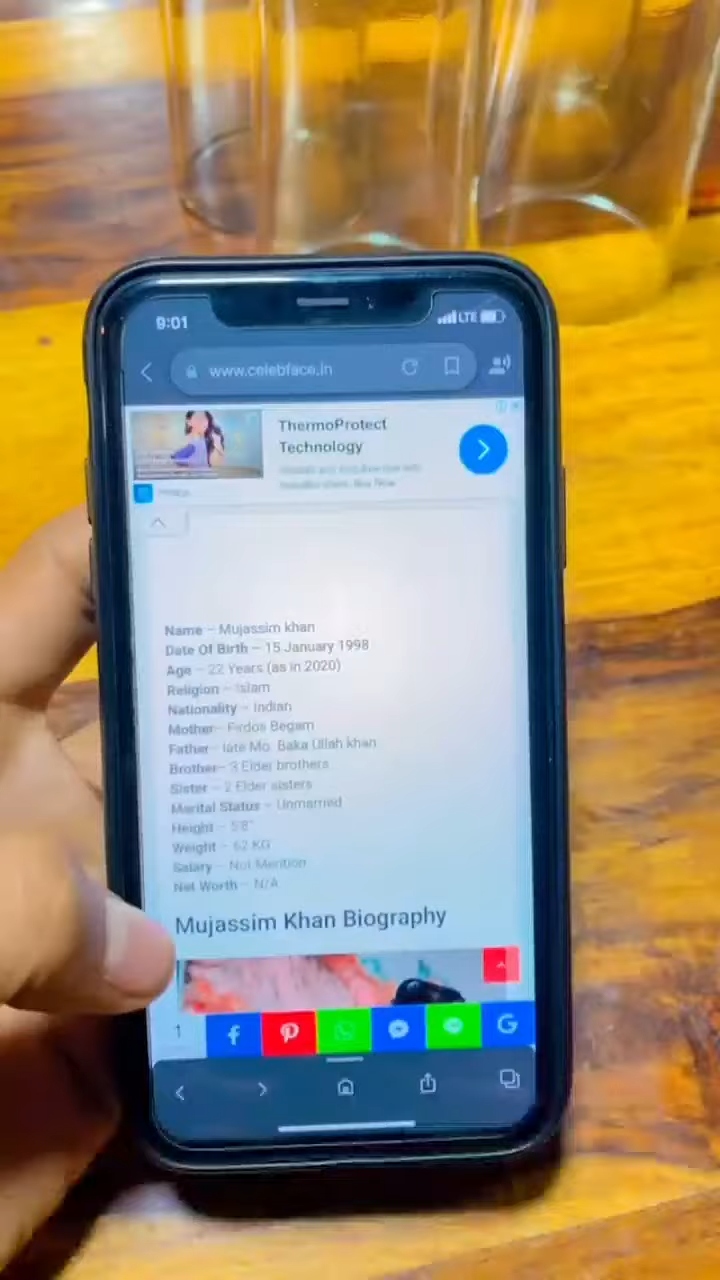 9:01
LTE
www.celebface.in
ThermoProtect
Technology
Name – Mujassim khan
Date Of Birth – 15 January 1998
Age – 22 Years (as in 2020)
Religion – Islam
Nationality – Indian
Mother– Firdos Begam
Father– late Mo. Baka Ullah khan
Brother– 3 Elder brothers
Sister – 2 Elder sisters
Marital Status – Unmarried
Height – 5'8"
Weight – 62 KG
Salary – Not Mention
Net Worth – N/A
Mujassim Khan Biography
1